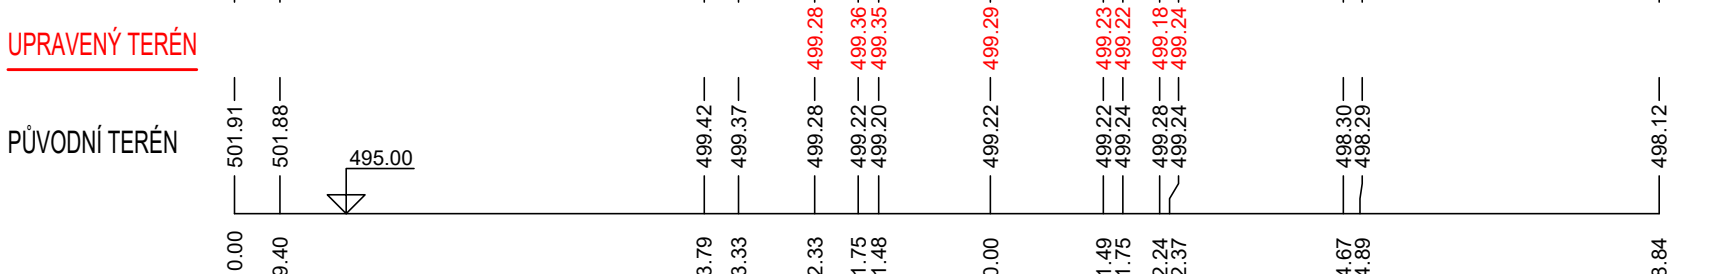 499.28 499.36 499.35 499.29 499.23 499.22 499.18 499.24
UPRAVENÝ TERÉN
501.91 501.88 499.42 499.37 499.28 499.22 499.20 499.22 499.22 499.24 499.28 499.24 498.30 498.29 498.12
PŮVODNÍ TERÉN
495.00
0.00 9.40 3.79 3.33 2.33 1.75 1.48 0.00 1.49 1.75 2.24 2.37 4.67 4.89 8.84